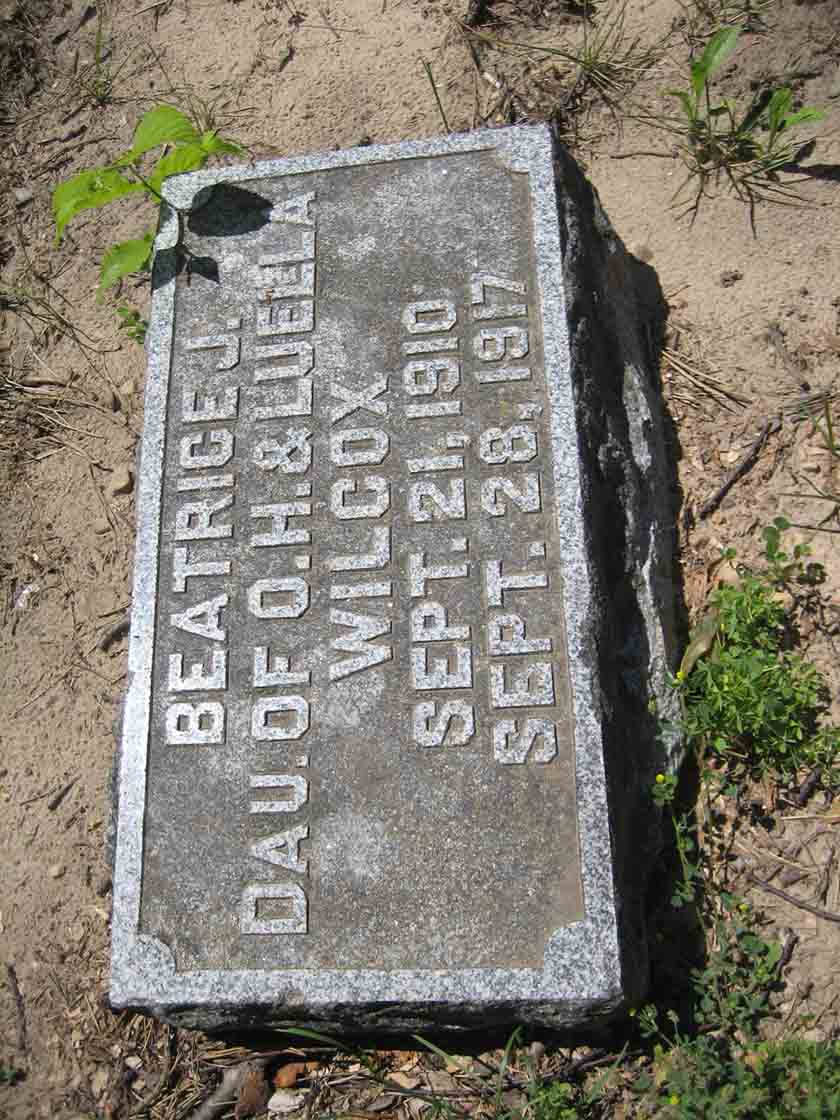 BEATRICE J.
DAU. OF O. H. & LUELLA
WILCOX
SEPT. 21, 1910.
SEPT. 28, 1917